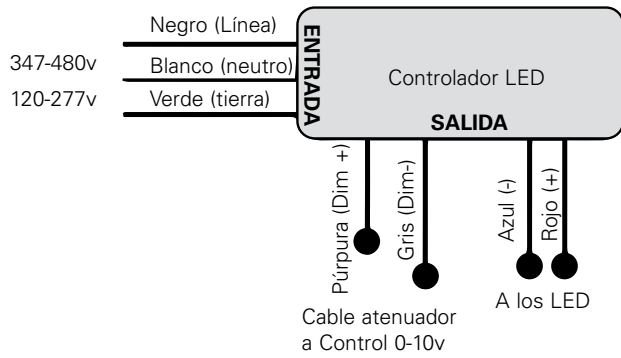 Negro (Línea)
347-480v
Blanco (neutro)
120-277v
Verde (tierra)
ENTRADA
Controlador LED
SALIDA
Púrpura (Dim +)
Gris (Dim-)
Azul (-)
Rojo (+)
Cable atenuador
a Control 0-10v
A los LED